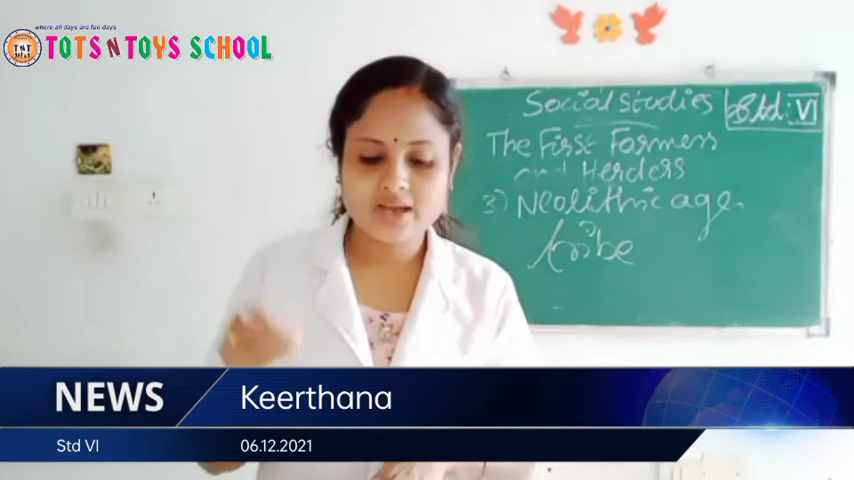 where all days are fun days
TOTS N TOYS SCHOOL
TNT
Social Studies
Std: VI
The First Farmers
and Herders
3) Neolithic age.
tribe
NEWS
Keerthana
Std VI
06.12.2021